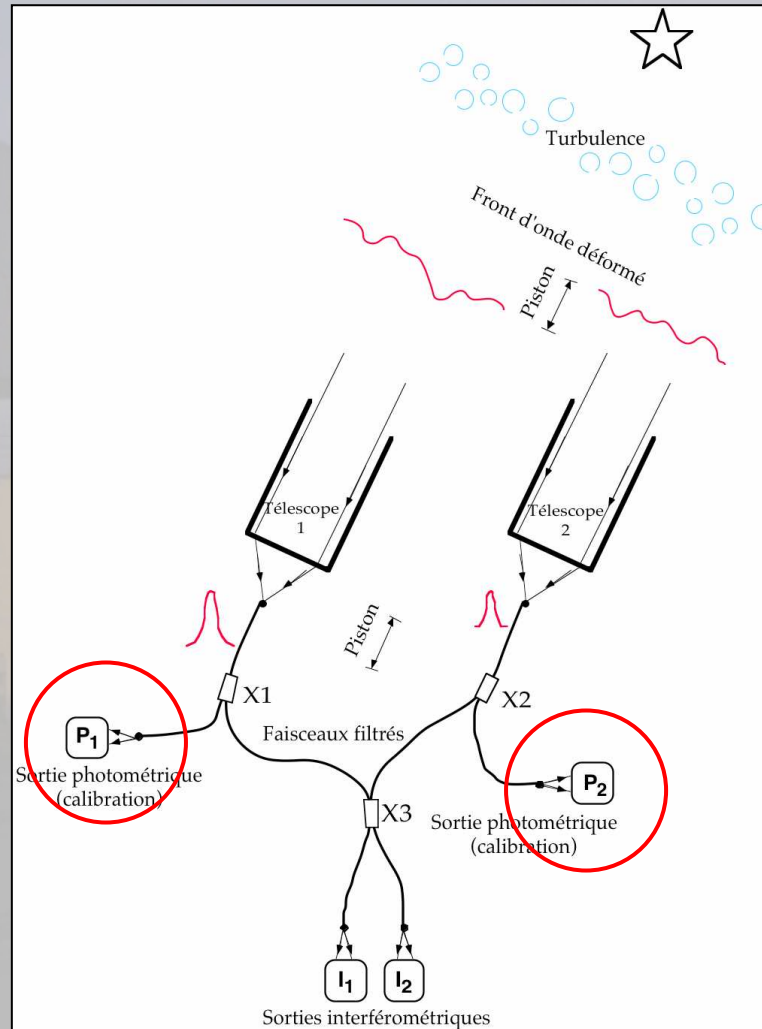 Turbulence
Front d'onde déformé
Piston
Télescope
1
Télescope
2
Piston
X1
X2
P1
Faisceaux filtrés
P2
Sortie photométrique
(calibration)
X3
Sortie photométrique
(calibration)
I1
I2
Sorties interférométriques